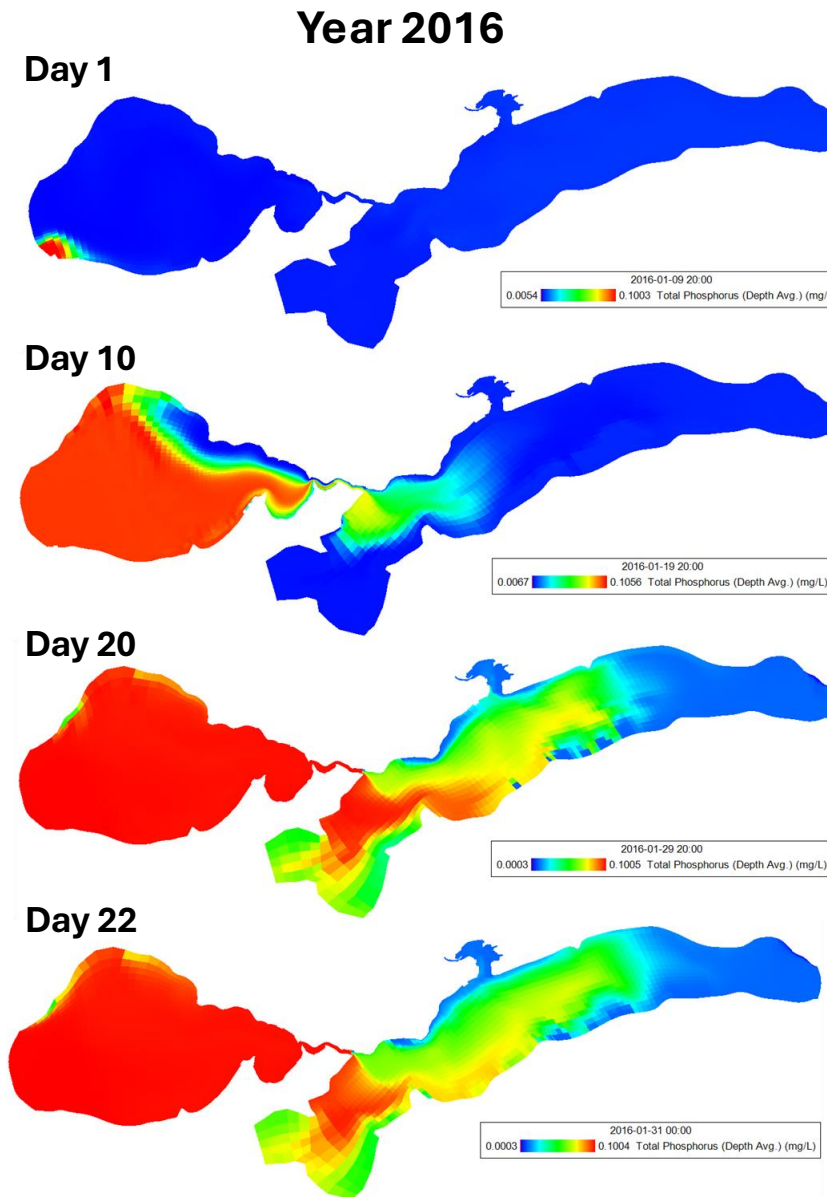 Year 2016
Day 1
2016-01-09 20:00
0.0054 0.1003 Total Phosphorus (Depth Avg.) (mg/
Day 10
2016-01-19 20:00
0.0067 0.1056 Total Phosphorus (Depth Avg.) (mg/L)
Day 20
2016-01-29 20:00
0.0003 0.1005 Total Phosphorus (Depth Avg.) (mg/L)
Day 22
2016-01-31 00:00
0.0003 0.1004 Total Phosphorus (Depth Avg.) (mg/L)